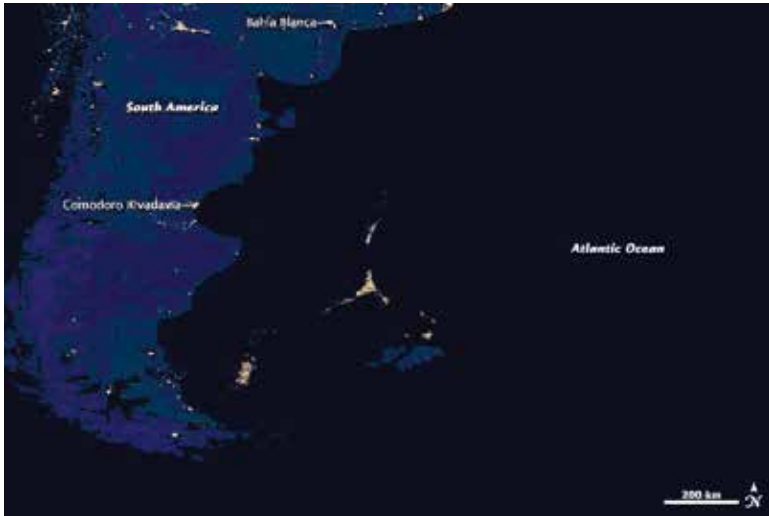 Bahía Blanca
South America
Comodoro Rivadavia
Atlantic Ocean
200 km
N